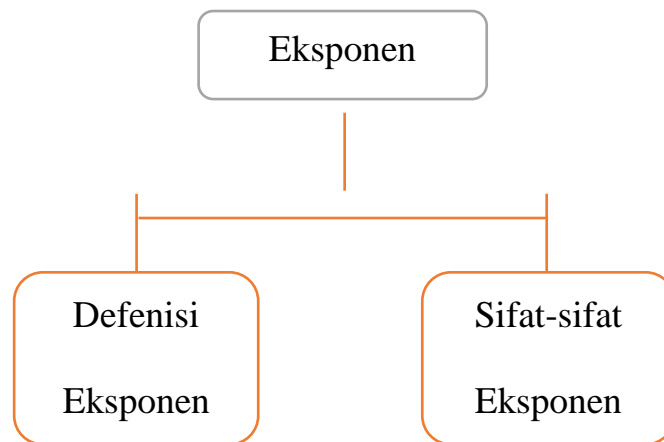 Eksponen
Defenisi
Eksponen
Sifat-sifat
Eksponen